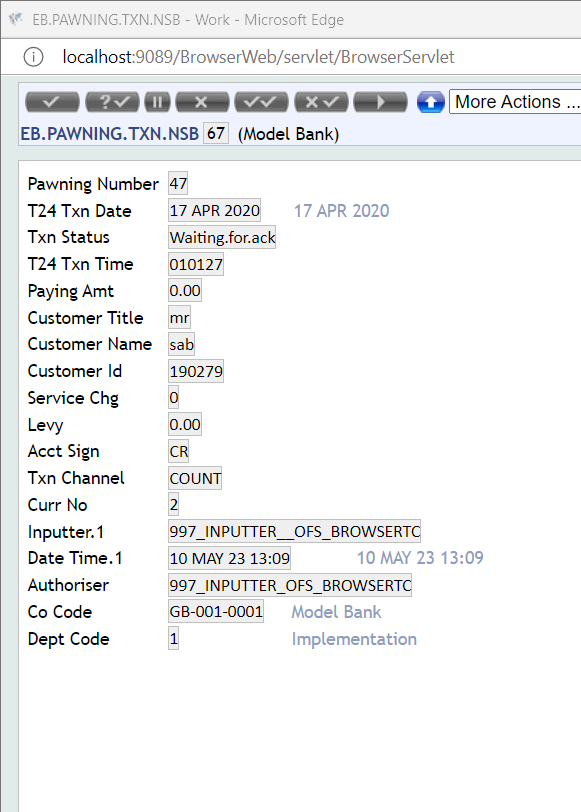 EB.PAWNING.TXN.NSB - Work - Microsoft Edge
localhost:9089/BrowserWeb/servlet/BrowserServlet
More Actions ...
EB.PAWNING.TXN.NSB 67 (Model Bank)
Pawning Number 47
T24 Txn Date 17 APR 2020 17 APR 2020
Txn Status Waiting.for.ack
T24 Txn Time 010127
Paying Amt 0.00
Customer Title mr
Customer Name sab
Customer Id 190279
Service Chg 0
Levy 0.00
Acct Sign CR
Txn Channel COUNT
Curr No 2
Inputter.1 997_INPUTTER__OFS_BROWSERTC
Date Time.1 10 MAY 23 13:09 10 MAY 23 13:09
Authoriser 997_INPUTTER_OFS_BROWSERTC
Co Code GB-001-0001 Model Bank
Dept Code 1 Implementation